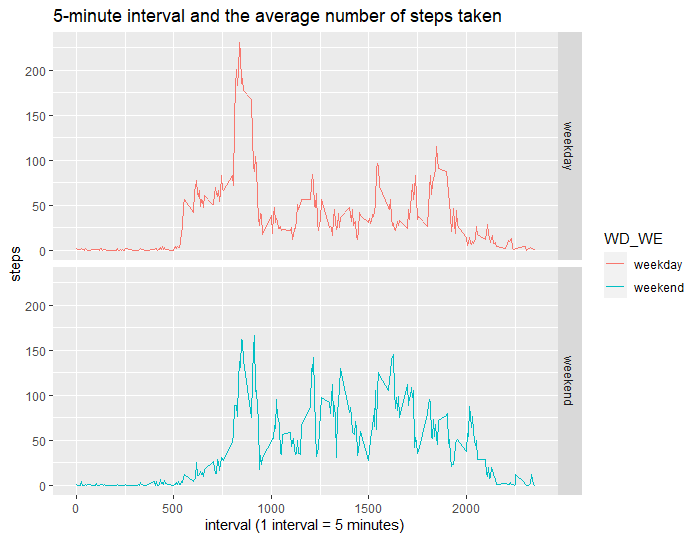 5-minute interval and the average number of steps taken
steps
200
150
100
50
0
weekday
200
150
100
50
0
weekend
0 500 1000 1500 2000
interval (1 interval = 5 minutes)
WD_WE
weekday
weekend